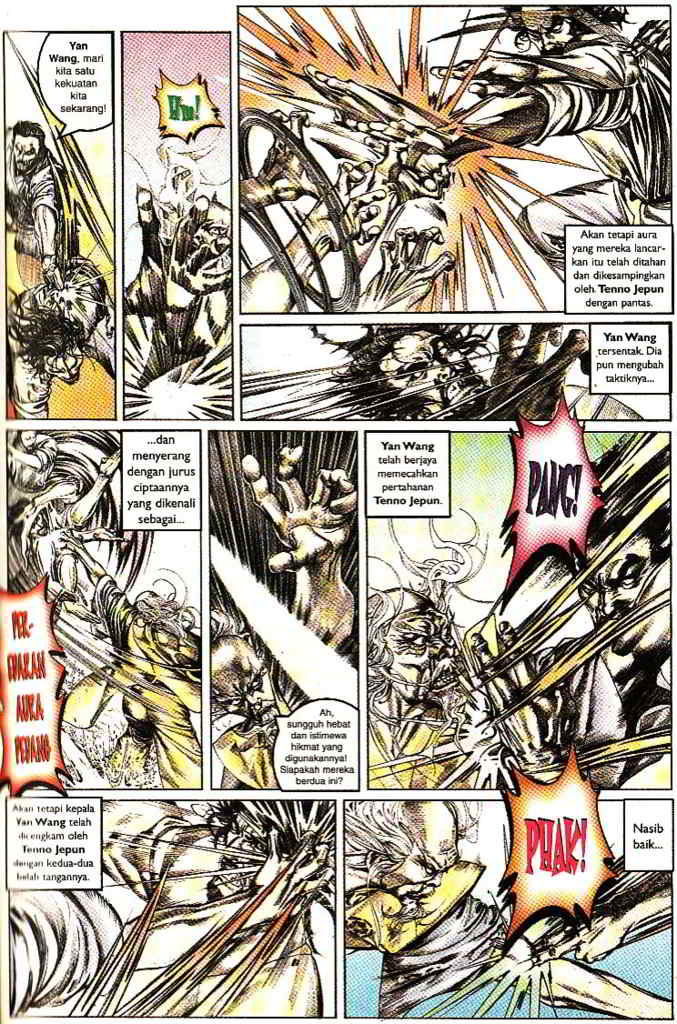 Yan
Wang, mari
kita satu
kekuatan
kita
sekarang!
Hm!
Akan tetapi aura
yang mereka lancar-
kan itu telah ditahan
dan dikesampingkan
oleh Tenno Jepun
dengan pantas.
Yan Wang
tersentak. Dia
pun mengubah
taktiknya...
...dan
menyerang
dengan jurus
ciptaannya
yang dikenali
sebagai...
AURA
PEDANG
Ah,
sungguh hebat
dan istimewa
hikmat yang
digunakannya!
Siapakah mereka
berdua ini?
Yan Wang
telah berjaya
memecahkan
pertahanan
Tenno Jepun.
PANG!
Akan tetapi kepala
Yan Wang telah
dicengkam oleh
Tenno Jepun
dengan kedua-dua
belah tangannya.
PHAK!
Nasib
baik...